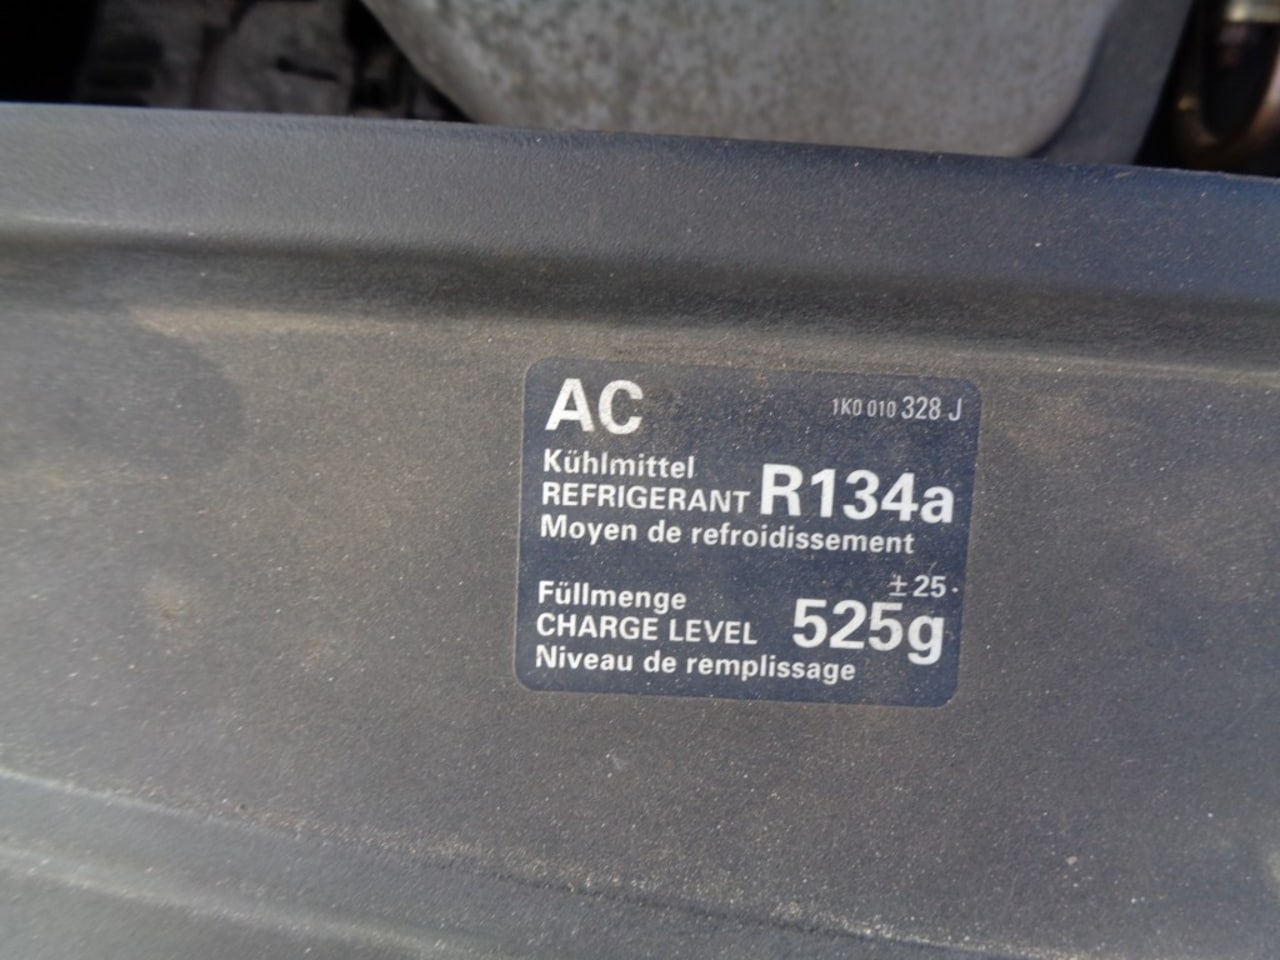 AC 1K0 010 328 J
Kühlmittel
REFRIGERANT R134a
Moyen de refroidissement
±25
Füllmenge
CHARGE LEVEL 525g
Niveau de remplissage